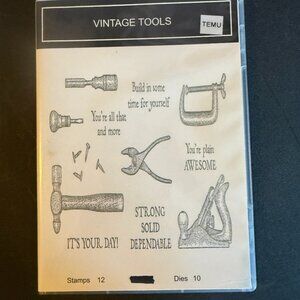 VINTAGE TOOLS
TEMU
Build in some
time for yourself
You're all that
and more
You're plain
AWESOME
STRONG
SOLID
DEPENDABLE
IT'S YOUR DAY!
Stamps 12
Dies 10